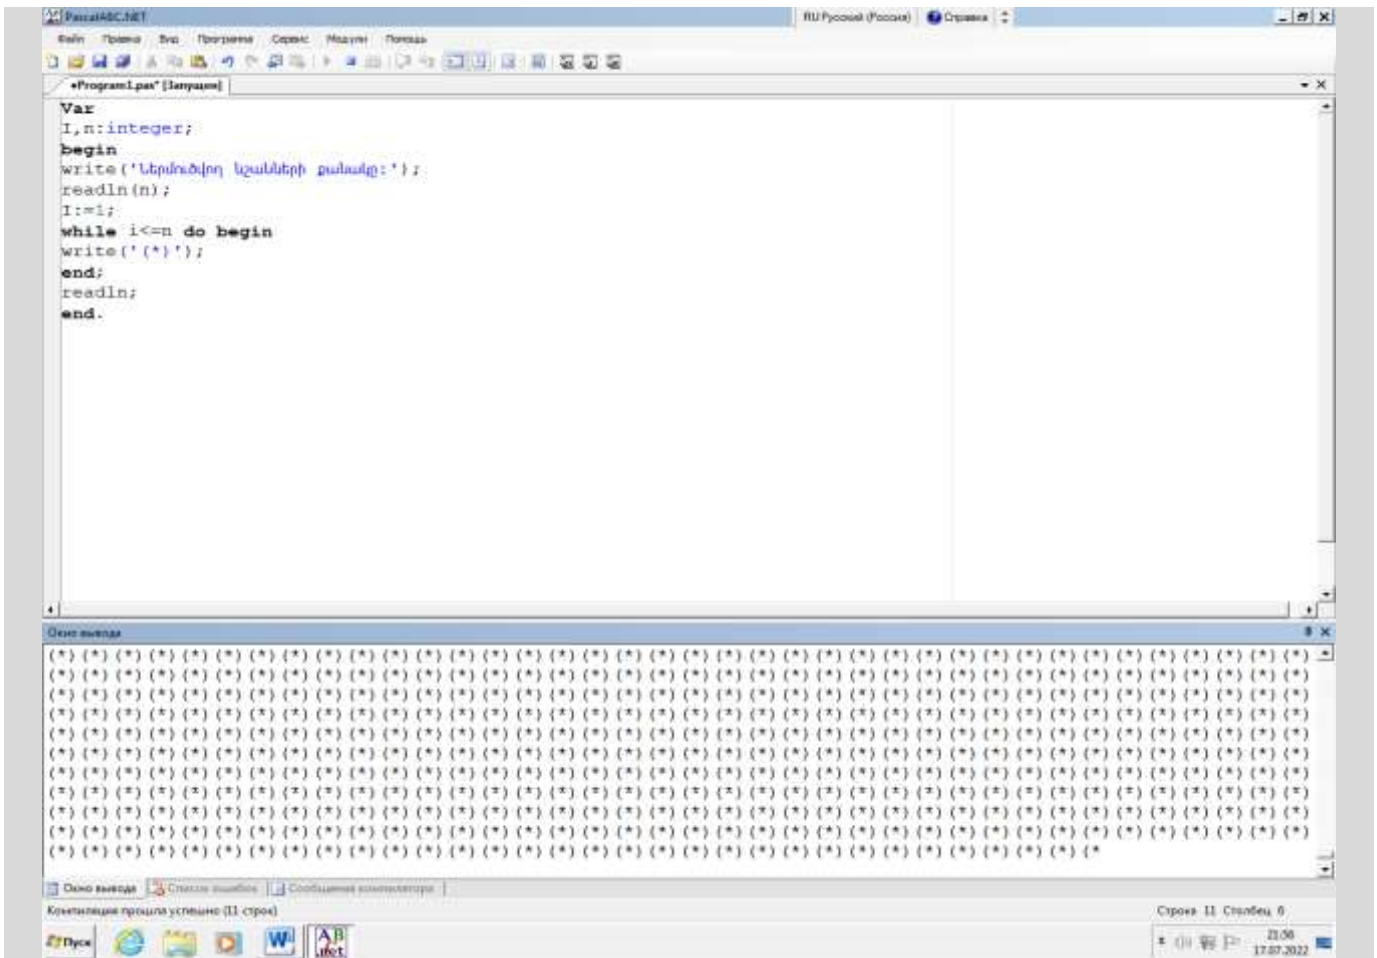 PascalABC.NET
RU Русский (Россия) Справка
Файл Правка Вид Программа Сервис Модули Помощь
•Program1.pas* [Запущен]
Var
I,n:integer;
begin
write('Ներմուծվող նշանների քանակը:');
readln(n);
I:=1;
while i<=n do begin
write('(*)');
end;
readln;
end.
Окно вывода
(*)(*)(*)(*)(*)(*)(*)(*)(*)(*)(*)(*)(*)(*)(*)(*)(*)(*)(*)(*)(*)(*)(*)(*)(*)(*)(*)(*)(*)(*)(*)(*)(*)(*)(*)(*)(*)(*)
(*)(*)(*)(*)(*)(*)(*)(*)(*)(*)(*)(*)(*)(*)(*)(*)(*)(*)(*)(*)(*)(*)(*)(*)(*)(*)(*)(*)(*)(*)(*)(*)(*)(*)(*)(*)(*)(*)
(*)(*)(*)(*)(*)(*)(*)(*)(*)(*)(*)(*)(*)(*)(*)(*)(*)(*)(*)(*)(*)(*)(*)(*)(*)(*)(*)(*)(*)(*)(*)(*)(*)(*)(*)(*)(*)(*)
(*)(*)(*)(*)(*)(*)(*)(*)(*)(*)(*)(*)(*)(*)(*)(*)(*)(*)(*)(*)(*)(*)(*)(*)(*)(*)(*)(*)(*)(*)(*)(*)(*)(*)(*)(*)(*)(*)
(*)(*)(*)(*)(*)(*)(*)(*)(*)(*)(*)(*)(*)(*)(*)(*)(*)(*)(*)(*)(*)(*)(*)(*)(*)(*)(*)(*)(*)(*)(*)(*)(*)(*)(*)(*)(*)(*)
(*)(*)(*)(*)(*)(*)(*)(*)(*)(*)(*)(*)(*)(*)(*)(*)(*)(*)(*)(*)(*)(*)(*)(*)(*)(*)(*)(*)(*)(*)(*)(*)(*)(*)(*)(*)(*)(*)
(*)(*)(*)(*)(*)(*)(*)(*)(*)(*)(*)(*)(*)(*)(*)(*)(*)(*)(*)(*)(*)(*)(*)(*)(*)(*)(*)(*)(*)(*)(*)(*)(*)(*)(*)(*)(*)(*)
(*)(*)(*)(*)(*)(*)(*)(*)(*)(*)(*)(*)(*)(*)(*)(*)(*)(*)(*)(*)(*)(*)(*)(*)(*)(*)(*)(*)(*)(*)(*)(*)(*)(*)(*)(*)(*)(*)
(*)(*)(*)(*)(*)(*)(*)(*)(*)(*)(*)(*)(*)(*)(*)(*)(*)(*)(*)(*)(*)(*)(*)(*)(*)(*)(*)(*)(*)(*)(*)(*)(*)(*)(*)(*)(*)(*)
(*)(*)(*)(*)(*)(*)(*)(*)(*)(*)(*)(*)(*)(*)(*)(*)(*)(*)(*)(*)(*)(*)(*)(*)(*)(*)(*)(*)(*)(*)(*)(*)(*)(*)(*)(*)(*)(*)
(*)(*)(*)(*)(*)(*)(*)(*)(*)(*)(*)(*)(*)(*)(*)(*)(*)(*)(*)(*)(*)(*)(*)(*)(*)(*)(*)(*)(*)(*)(*)(*
Окно вывода Список ошибок Сообщения компилятора
Компиляция прошла успешно (11 строк) Строка 11 Столбец 6
Пуск 21:56
17.07.2022